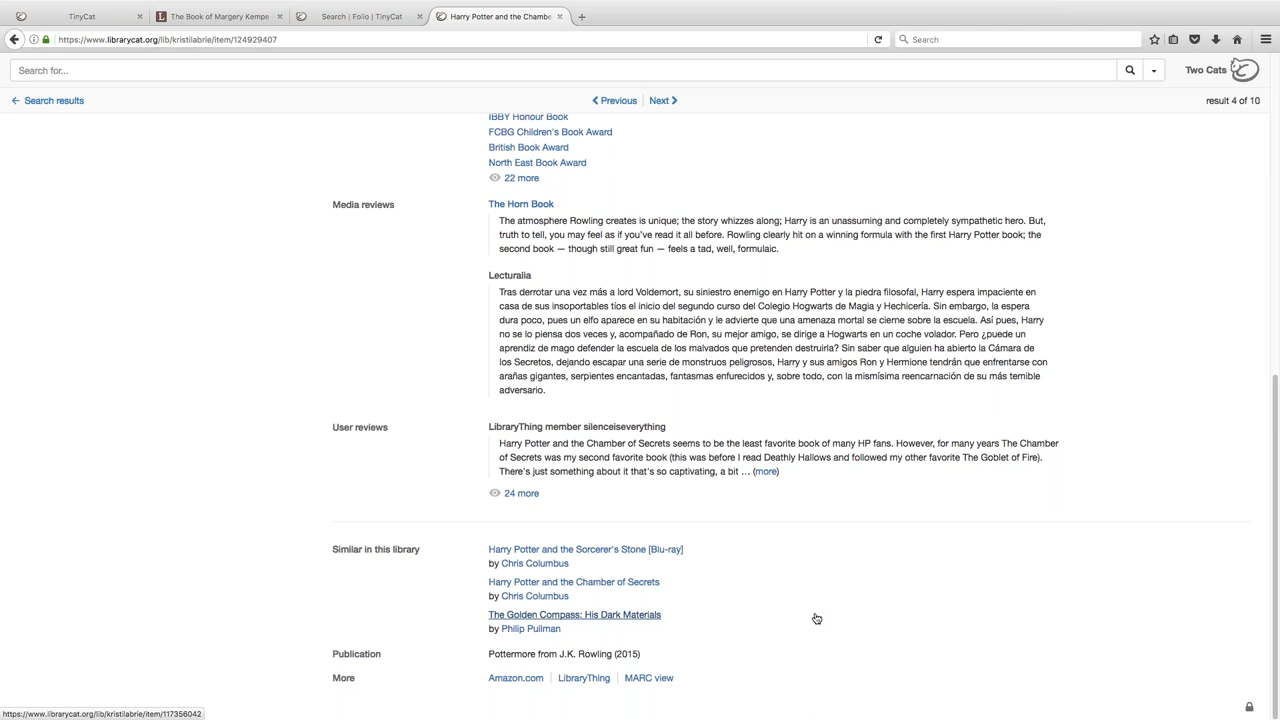 TinyCat
The Book of Margery Kempe
Search | Folio | TinyCat
Harry Potter and the Chambe
https://www.librarycat.org/lib/kristilabrie/item/124929407
Search
Search for...
Two Cats
Search results
Previous
Next
result 4 of 10
IBBY Honour Book
FCBG Children's Book Award
British Book Award
North East Book Award
22 more
Media reviews
The Horn Book
The atmosphere Rowling creates is unique; the story whizzes along; Harry is an unassuming and completely sympathetic hero. But,
truth to tell, you may feel as if you've read it all before. Rowling clearly hit on a winning formula with the first Harry Potter book; the
second book — though still great fun — feels a tad, well, formulaic.
Lecturalia
Tras derrotar una vez más a lord Voldemort, su siniestro enemigo en Harry Potter y la piedra filosofal, Harry espera impaciente en
casa de sus insoportables tíos el inicio del segundo curso del Colegio Hogwarts de Magia y Hechicería. Sin embargo, la espera
dura poco, pues un elfo aparece en su habitación y le advierte que una amenaza mortal se cierne sobre la escuela. Así pues, Harry
no se lo piensa dos veces y, acompañado de Ron, su mejor amigo, se dirige a Hogwarts en un coche volador. Pero ¿puede un
aprendiz de mago defender la escuela de los malvados que pretenden destruirla? Sin saber que alguien ha abierto la Cámara de
los Secretos, dejando escapar una serie de monstruos peligrosos, Harry y sus amigos Ron y Hermione tendrán que enfrentarse con
arañas gigantes, serpientes encantadas, fantasmas enfurecidos y, sobre todo, con la mismísima reencarnación de su más temible
adversario.
User reviews
LibraryThing member silenceiseverything
Harry Potter and the Chamber of Secrets seems to be the least favorite book of many HP fans. However, for many years The Chamber
of Secrets was my second favorite book (this was before I read Deathly Hallows and followed my other favorite The Goblet of Fire).
There's just something about it that's so captivating, a bit … (more)
24 more
Similar in this library
Harry Potter and the Sorcerer's Stone [Blu-ray]
by Chris Columbus
Harry Potter and the Chamber of Secrets
by Chris Columbus
The Golden Compass: His Dark Materials
by Philip Pullman
Publication
Pottermore from J.K. Rowling (2015)
More
Amazon.com
LibraryThing
MARC view
https://www.librarycat.org/lib/kristilabrie/item/117356042